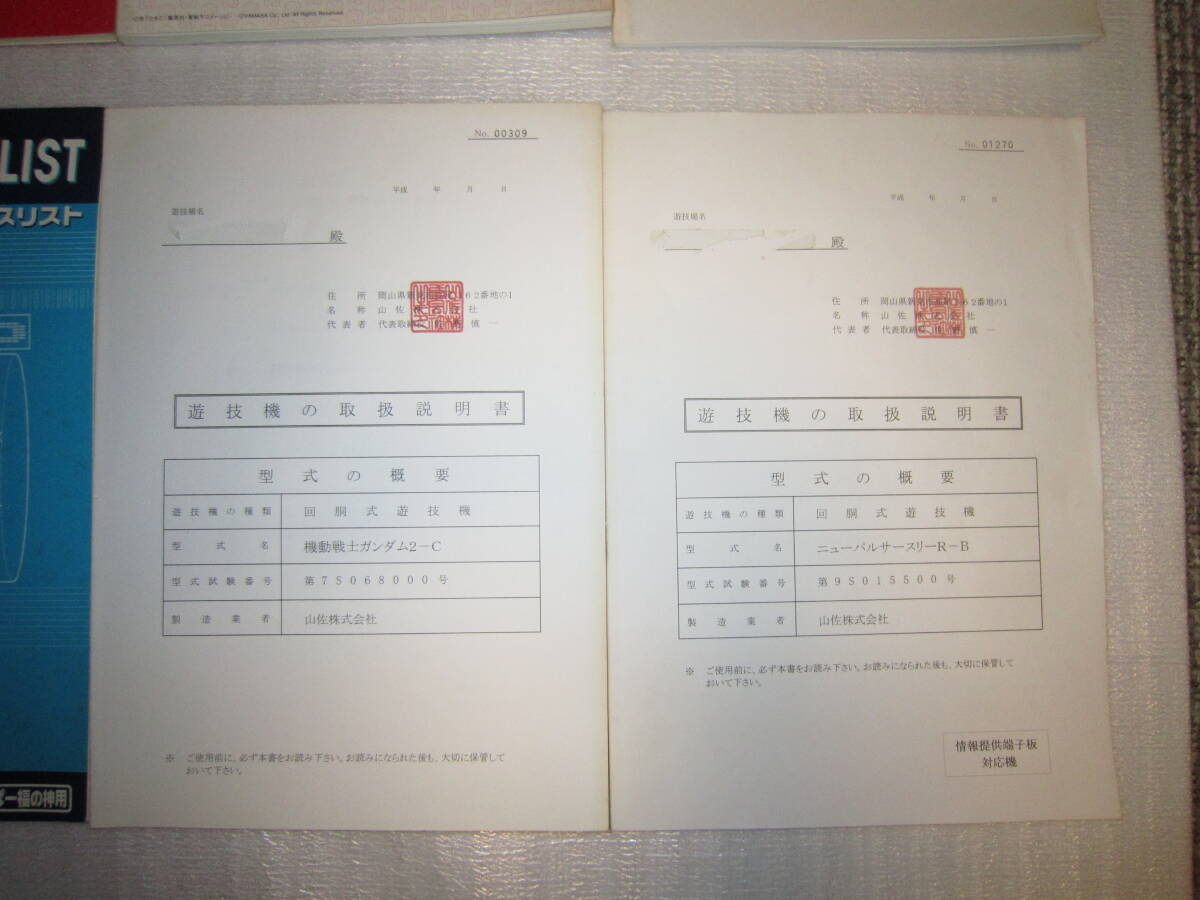 ©YAMASA Co., Ltd. All Rights Reserved.
LIST
スリスト
福の神用
No. 00309
平成 年 月 日
遊技場名
殿
住 所 岡山県新
62番地の1
名 称 山佐
社
代表者 代表取締
慎一
遊技機の取扱説明書
型式の概要
遊技機の種類 回胴式遊技機
型式名 機動戦士ガンダム2-C
型式試験番号 第7S068000号
製造業者 山佐株式会社
※ ご使用前に、必ず本書をお読み下さい。お読みになられた後も、大切に保管して
おいて下さい。
No. 01270
平成 年 月 日
遊技場名
殿
住 所 岡山県新
62番地の1
名 称 山佐
社
代表者 代表取締
慎一
遊技機の取扱説明書
型式の概要
遊技機の種類 回胴式遊技機
型式名 ニューパルサースリーR-B
型式試験番号 第9S015500号
製造業者 山佐株式会社
※ ご使用前に、必ず本書をお読み下さい。お読みになられた後も、大切に保管して
おいて下さい。
情報提供端子板
対応機